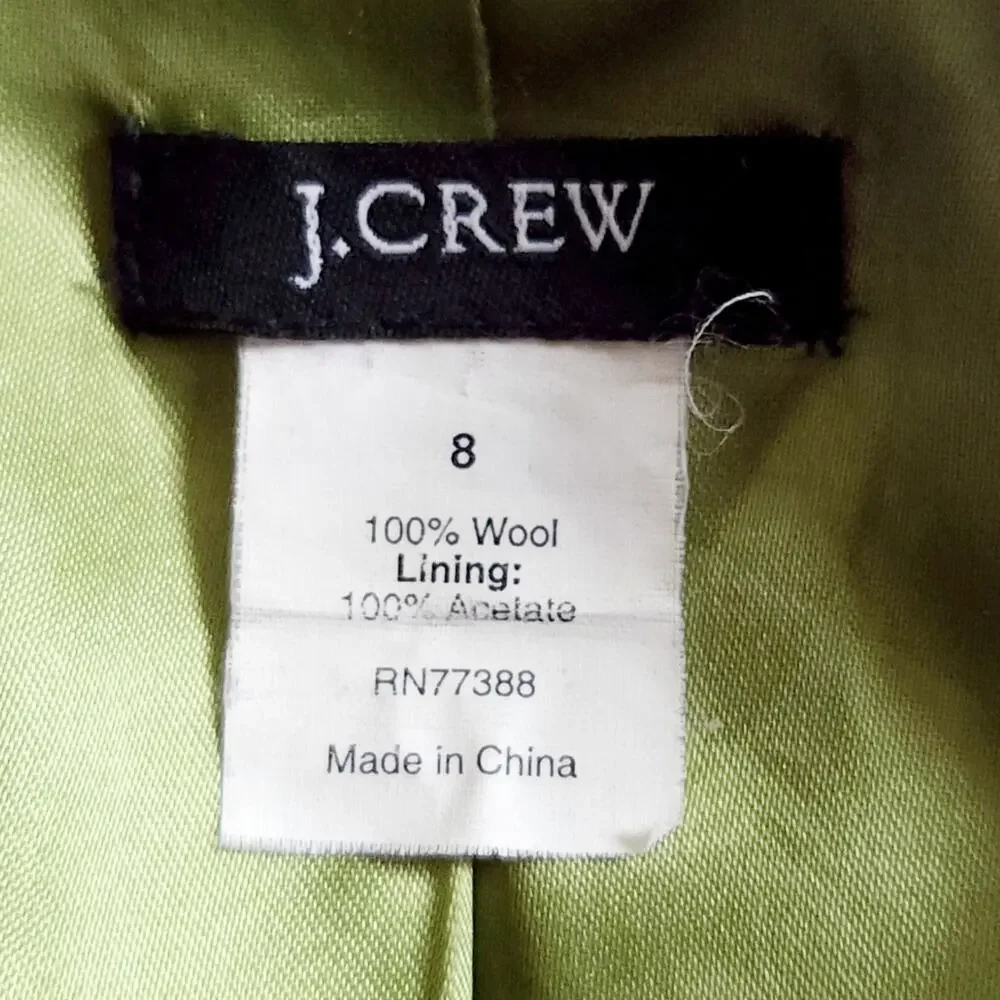 J.CREW
8
100% Wool
Lining:
100% Acetate
RN77388
Made in China